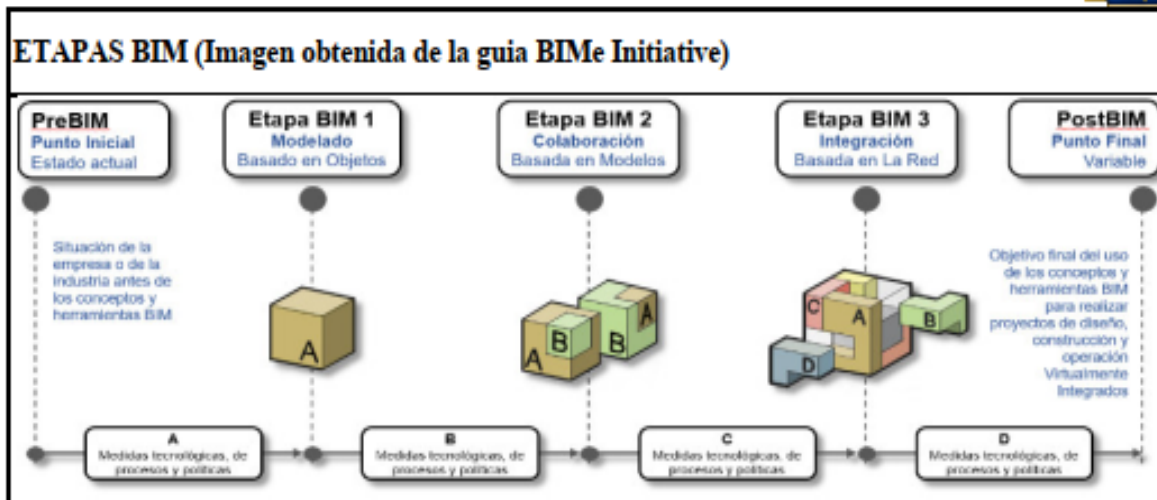 ETAPAS BIM (Imagen obtenida de la guia BIMe Initiative)
PreBIM
Punto Inicial
Estado actual
Etapa BIM 1
Modelado
Basado en Objetos
Etapa BIM 2
Colaboración
Basada en Modelos
Etapa BIM 3
Integración
Basada en La Red
PostBIM
Punto Final
Variable
Situación de la
empresa o de la
industria antes de
los conceptos y
herramientas BIM
A
A
B
B
A
C
A
B
D
Objetivo final del uso
de los conceptos y
herramientas BIM
para realizar
proyectos de diseño,
construcción y
operación
Virtualmente
Integrados
A
Medidas tecnológicas, de
procesos y políticas
B
Medidas tecnológicas, de
procesos y políticas
C
Medidas tecnológicas, de
procesos y políticas
D
Medidas tecnológicas, de
procesos y políticas